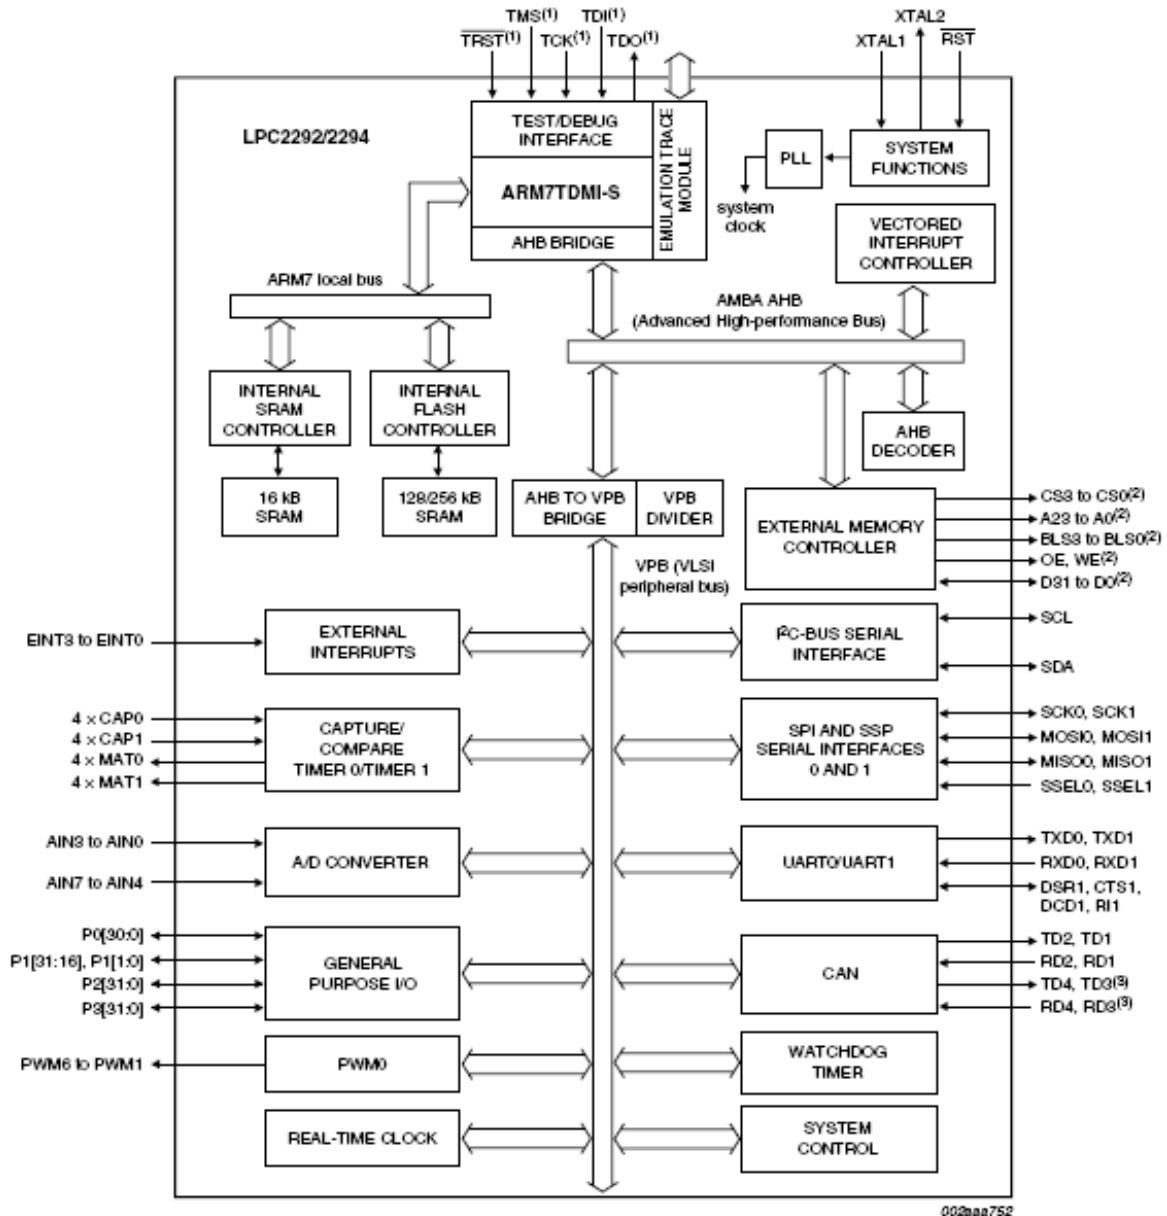 TMS(1) TDI(1)
TRST(1) TCK(1) TDO(1)
XTAL2
XTAL1 RST
LPC2292/2294
TEST/DEBUG
INTERFACE
ARM7TDMI-S
AHB BRIDGE
EMULATION TRACE
MODULE
PLL
SYSTEM
FUNCTIONS
system
clock
VECTORED
INTERRUPT
CONTROLLER
ARM7 local bus
AMBA AHB
(Advanced High-performance Bus)
INTERNAL
SRAM
CONTROLLER
INTERNAL
FLASH
CONTROLLER
AHB
DECODER
16 kB
SRAM
128/256 kB
SRAM
AHB TO VPB
BRIDGE
VPB
DIVIDER
EXTERNAL MEMORY
CONTROLLER
CS3 to CS0(2)
A23 to A0(2)
BLS3 to BLS0(2)
OE, WE(2)
D31 to D0(2)
VPB (VLSI
peripheral bus)
EINT3 to EINT0
EXTERNAL
INTERRUPTS
I2C-BUS SERIAL
INTERFACE
SCL
SDA
4 × CAP0
4 × CAP1
4 × MAT0
4 × MAT1
CAPTURE/
COMPARE
TIMER 0/TIMER 1
SPI AND SSP
SERIAL INTERFACES
0 AND 1
SCK0, SCK1
MOSI0, MOSI1
MISO0, MISO1
SSEL0, SSEL1
AIN3 to AIN0
AIN7 to AIN4
A/D CONVERTER
UART0/UART1
TXD0, TXD1
RXD0, RXD1
DSR1, CTS1,
DCD1, RI1
P0[30:0]
P1[31:16], P1[1:0]
P2[31:0]
P3[31:0]
GENERAL
PURPOSE I/O
CAN
TD2, TD1
RD2, RD1
TD4, TD3(3)
RD4, RD3(3)
PWM6 to PWM1
PWM0
WATCHDOG
TIMER
REAL-TIME CLOCK
SYSTEM
CONTROL
002aaa752